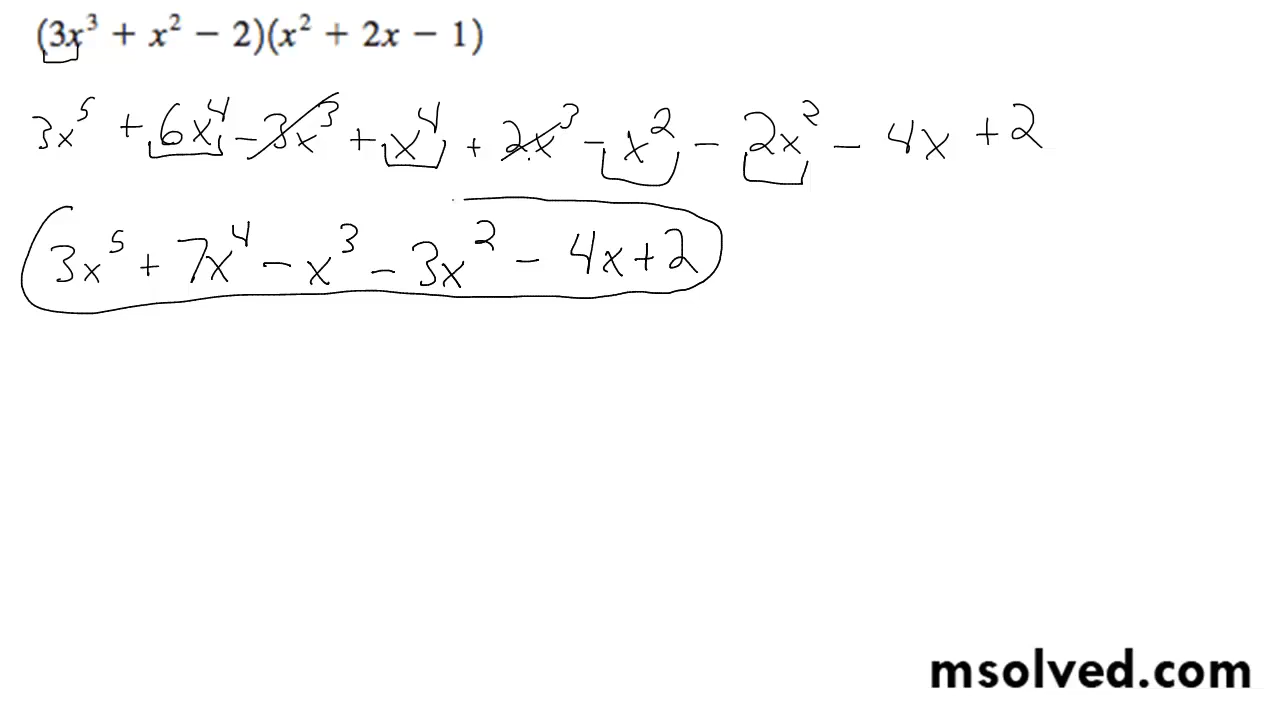 (3x³ + x² − 2)(x² + 2x − 1)
3x⁵ + 6x⁴ − 3x³ + x⁴ + 2x³ − x² − 2x² − 4x + 2
3x⁵ + 7x⁴ − x³ − 3x² − 4x + 2
msolved.com